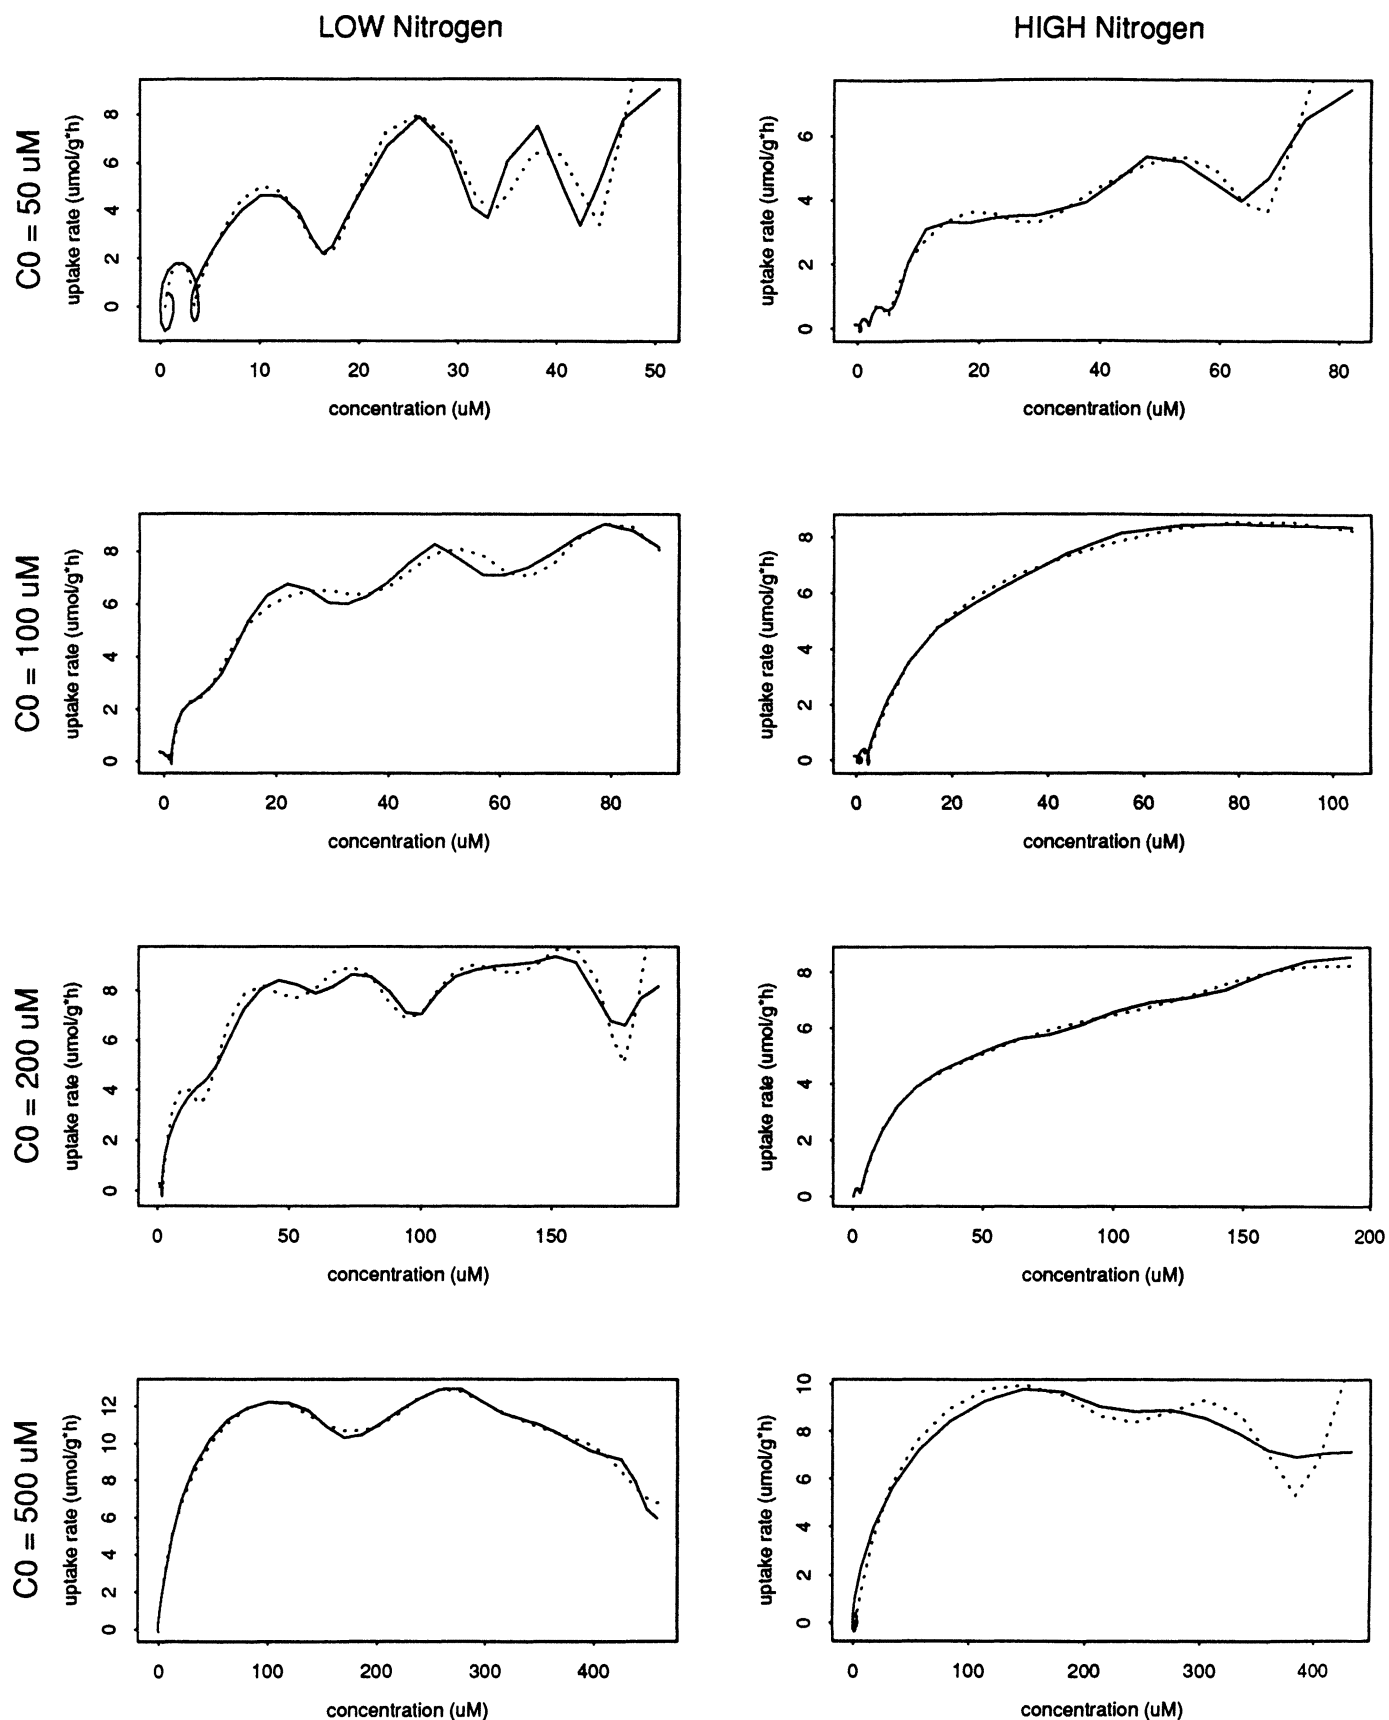 LOW Nitrogen
HIGH Nitrogen
C0 = 50 uM
uptake rate (umol/g*h)
0 2 4 6 8
0 10 20 30 40 50
concentration (uM)
uptake rate (umol/g*h)
0 2 4 6
0 20 40 60 80
concentration (uM)
C0 = 100 uM
uptake rate (umol/g*h)
0 2 4 6 8
0 20 40 60 80
concentration (uM)
uptake rate (umol/g*h)
0 2 4 6 8
0 20 40 60 80 100
concentration (uM)
C0 = 200 uM
uptake rate (umol/g*h)
0 2 4 6 8
0 50 100 150
concentration (uM)
uptake rate (umol/g*h)
0 2 4 6 8
0 50 100 150 200
concentration (uM)
C0 = 500 uM
uptake rate (umol/g*h)
0 2 4 6 8 10 12
0 100 200 300 400
concentration (uM)
uptake rate (umol/g*h)
0 2 4 6 8 10
0 100 200 300 400
concentration (uM)